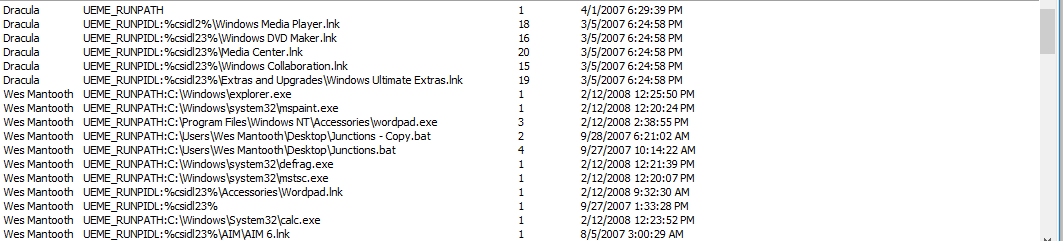 Dracula UEME_RUNPATH 1 4/1/2007 6:29:39 PM
Dracula UEME_RUNPIDL:%csidl2%\Windows Media Player.lnk 18 3/5/2007 6:24:58 PM
Dracula UEME_RUNPIDL:%csidl23%\Windows DVD Maker.lnk 16 3/5/2007 6:24:58 PM
Dracula UEME_RUNPIDL:%csidl23%\Media Center.lnk 20 3/5/2007 6:24:58 PM
Dracula UEME_RUNPIDL:%csidl23%\Windows Collaboration.lnk 15 3/5/2007 6:24:58 PM
Dracula UEME_RUNPIDL:%csidl23%\Extras and Upgrades\Windows Ultimate Extras.lnk 19 3/5/2007 6:24:58 PM
Wes Mantooth UEME_RUNPATH:C:\Windows\explorer.exe 1 2/12/2008 12:25:50 PM
Wes Mantooth UEME_RUNPATH:C:\Windows\system32\mspaint.exe 1 2/12/2008 12:20:24 PM
Wes Mantooth UEME_RUNPATH:C:\Program Files\Windows NT\Accessories\wordpad.exe 3 2/12/2008 2:38:55 PM
Wes Mantooth UEME_RUNPATH:C:\Users\Wes Mantooth\Desktop\Junctions - Copy.bat 2 9/28/2007 6:21:02 AM
Wes Mantooth UEME_RUNPATH:C:\Users\Wes Mantooth\Desktop\Junctions.bat 4 9/27/2007 10:14:22 AM
Wes Mantooth UEME_RUNPATH:C:\Windows\system32\defrag.exe 1 2/12/2008 12:21:39 PM
Wes Mantooth UEME_RUNPATH:C:\Windows\system32\mstsc.exe 1 2/12/2008 12:20:07 PM
Wes Mantooth UEME_RUNPIDL:%csidl23%\Accessories\Wordpad.lnk 1 2/12/2008 9:32:30 AM
Wes Mantooth UEME_RUNPIDL:%csidl23% 1 9/27/2007 1:33:28 PM
Wes Mantooth UEME_RUNPATH:C:\Windows\System32\calc.exe 1 2/12/2008 12:23:52 PM
Wes Mantooth UEME_RUNPIDL:%csidl23%\AIM\AIM 6.lnk 1 8/5/2007 3:00:29 AM